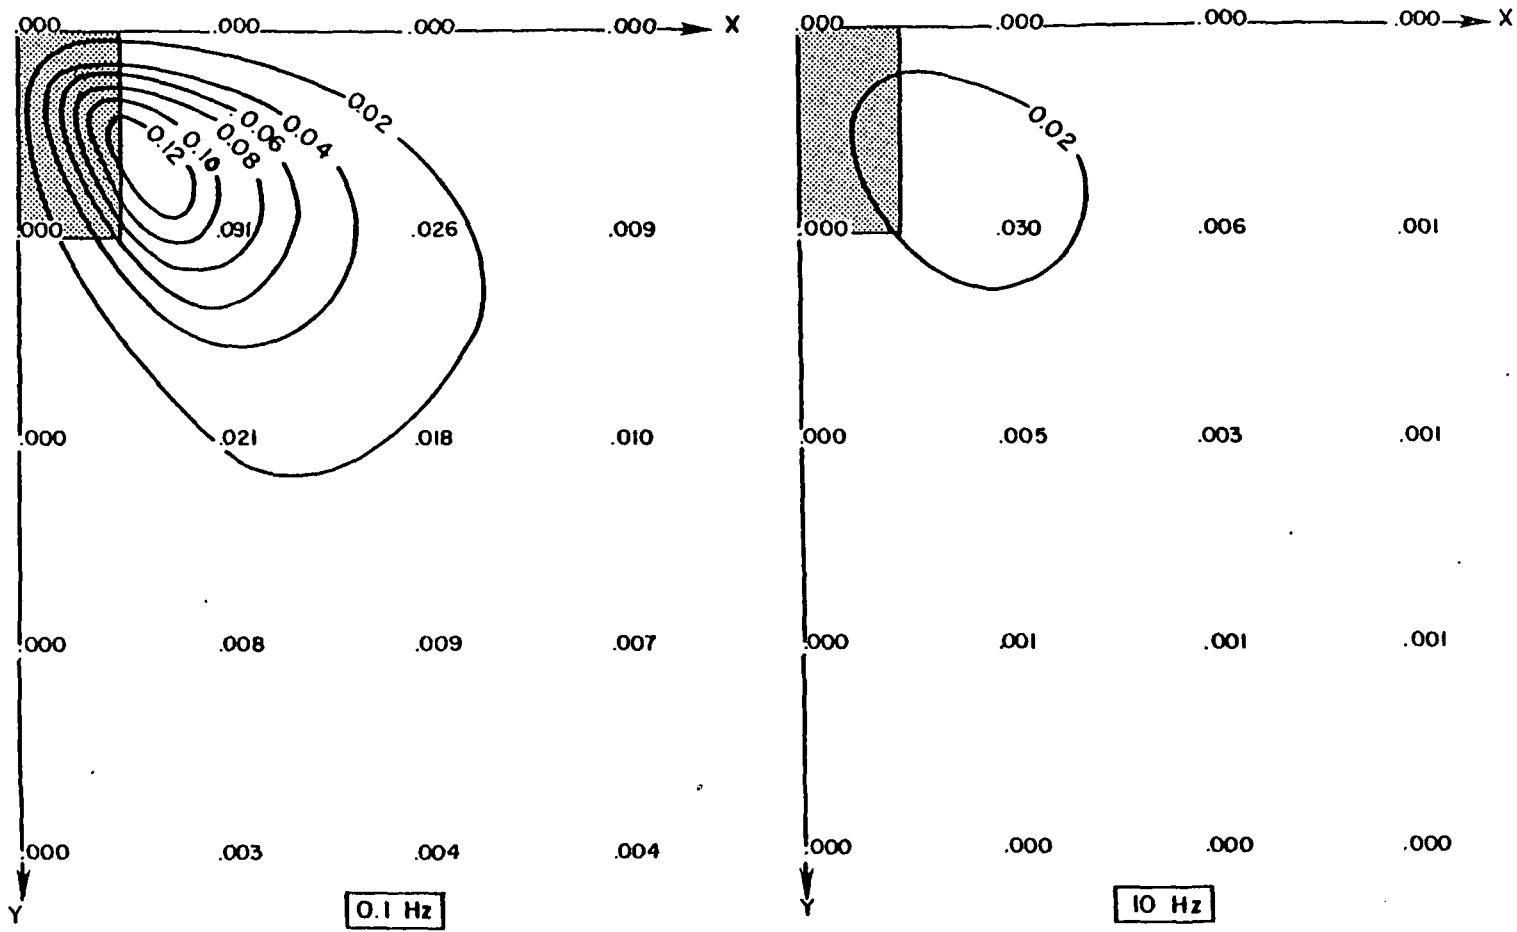 .000 .000 .000 .000 X
0.02
0.04
.06
0.08
0.10
0.12
.000 .091 .026 .009
.000 .021 .018 .010
.000 .008 .009 .007
.000 .003 .004 .004
Y
0.1 Hz
.000 .000 .000 .000 X
0.02
.000 .030 .006 .001
.000 .005 .003 .001
.000 .001 .001 .001
.000 .000 .000 .000
Y
10 Hz